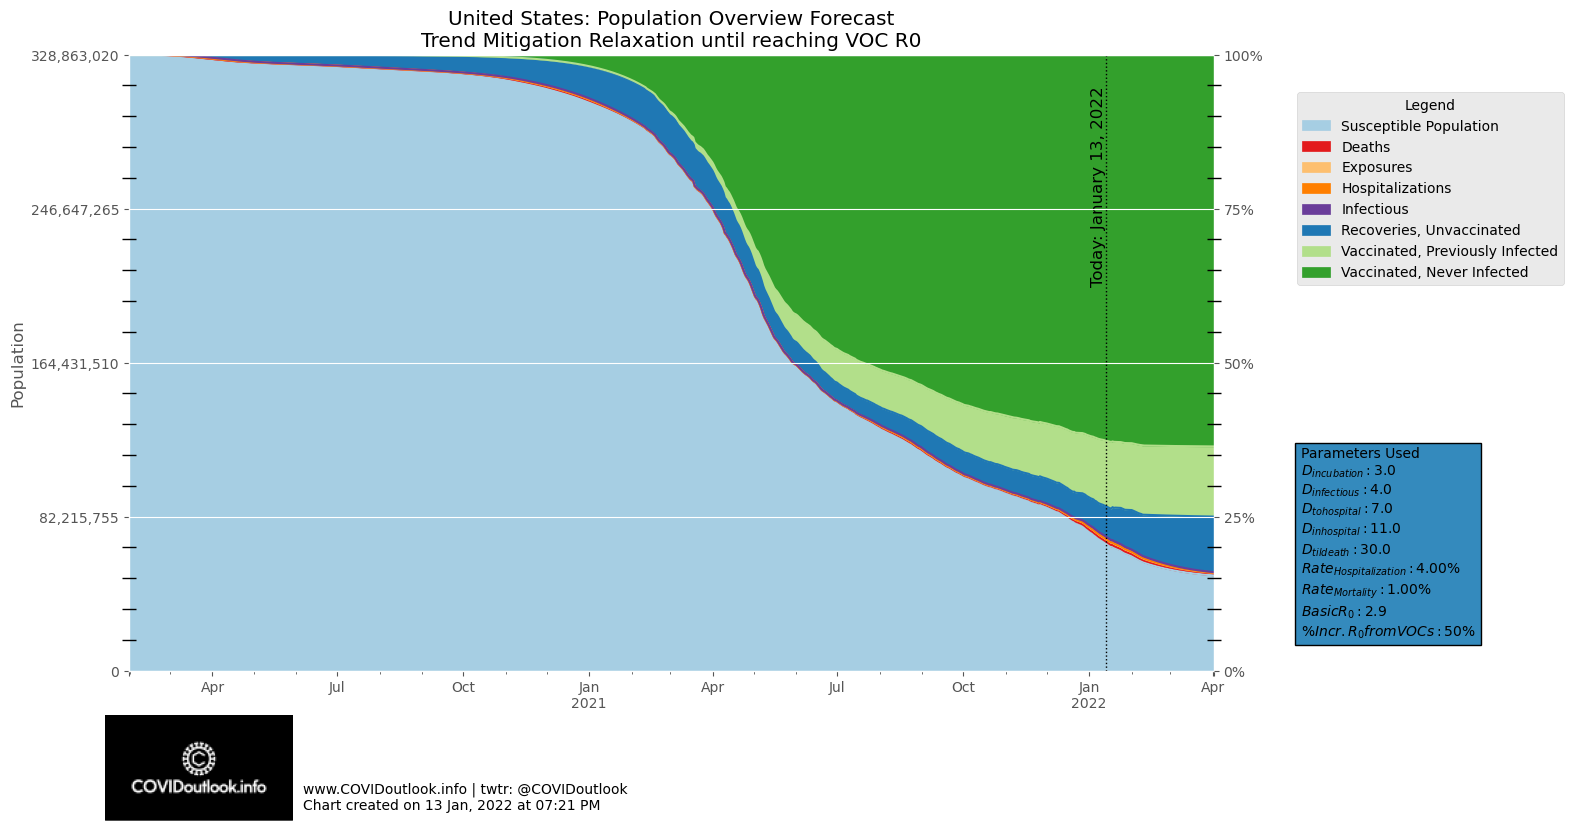 United States: Population Overview Forecast
Trend Mitigation Relaxation until reaching VOC R0
Population
328,863,020
246,647,265
164,431,510
82,215,755
0
100%
75%
50%
25%
0%
Today: January 13, 2022
Apr Jul Oct Jan Apr Jul Oct Jan Apr
2021 2022
Legend
Susceptible Population
Deaths
Exposures
Hospitalizations
Infectious
Recoveries, Unvaccinated
Vaccinated, Previously Infected
Vaccinated, Never Infected
Parameters Used
D_incubation : 3.0
D_infectious : 4.0
D_tohospital : 7.0
D_inhospital : 11.0
D_tildeath : 30.0
Rate_Hospitalization : 4.00%
Rate_Mortality : 1.00%
BasicR_0 : 2.9
%Incr. R_0fromVOCs : 50%
COVIDoutlook.info
www.COVIDoutlook.info | twtr: @COVIDoutlook
Chart created on 13 Jan, 2022 at 07:21 PM